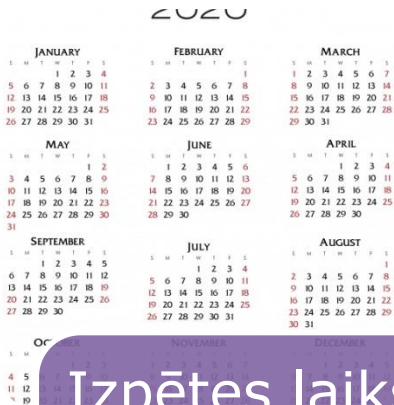 2020
JANUARY
S M T W T F S
1 2 3 4
5 6 7 8 9 10 11
12 13 14 15 16 17 18
19 20 21 22 23 24 25
26 27 28 29 30 31
FEBRUARY
S M T W T F S
1
2 3 4 5 6 7 8
9 10 11 12 13 14 15
16 17 18 19 20 21 22
23 24 25 26 27 28 29
MARCH
S M T W T F S
1 2 3 4 5 6 7
8 9 10 11 12 13 14
15 16 17 18 19 20 21
22 23 24 25 26 27 28
29 30 31
MAY
S M T W T F S
1 2
3 4 5 6 7 8 9
10 11 12 13 14 15 16
17 18 19 20 21 22 23
24 25 26 27 28 29 30
31
JUNE
S M T W T F S
1 2 3 4 5 6
7 8 9 10 11 12 13
14 15 16 17 18 19 20
21 22 23 24 25 26 27
28 29 30
APRIL
S M T W T F S
1 2 3 4
5 6 7 8 9 10 11
12 13 14 15 16 17 18
19 20 21 22 23 24 25
26 27 28 29 30
SEPTEMBER
S M T W T F S
1 2 3 4 5
6 7 8 9 10 11 12
13 14 15 16 17 18 19
20 21 22 23 24 25 26
27 28 29 30
JULY
S M T W T F S
1 2 3 4
5 6 7 8 9 10 11
12 13 14 15 16 17 18
19 20 21 22 23 24 25
26 27 28 29 30 31
AUGUST
S M T W T F S
1
2 3 4 5 6 7 8
9 10 11 12 13 14 15
16 17 18 19 20 21 22
23 24 25 26 27 28 29
30 31
OCTOBER
4 5
11 12
NOVEMBER
DECEMBER
Izpētes laiks